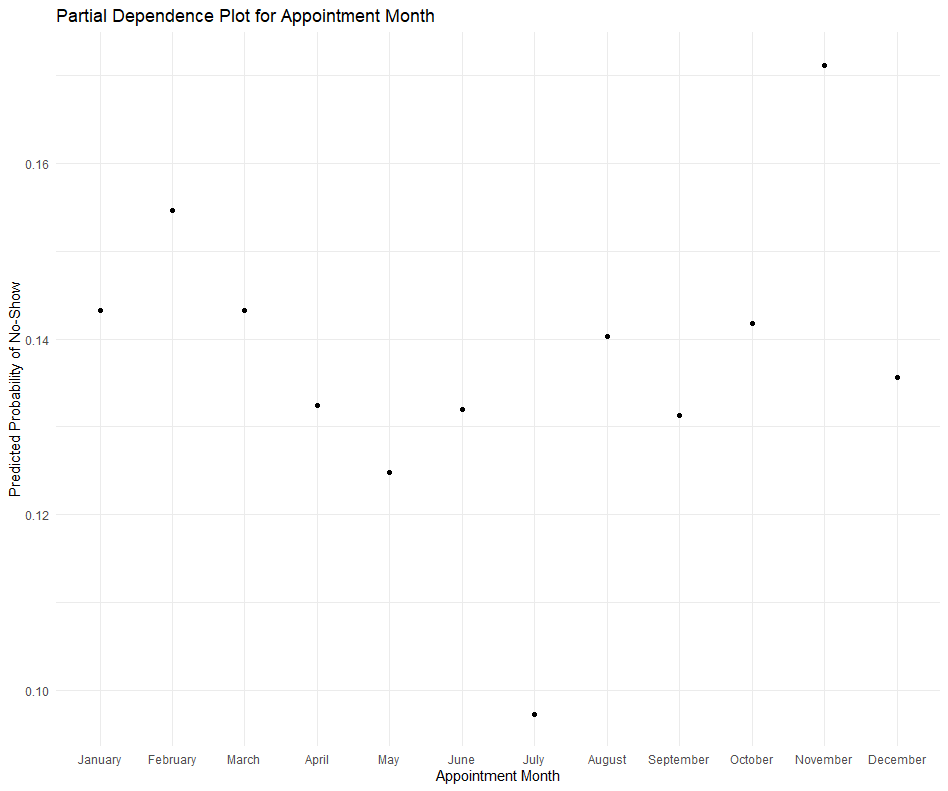 Partial Dependence Plot for Appointment Month
Predicted Probability of No-Show
0.16
0.14
0.12
0.10
January February March April May June July August September October November December
Appointment Month